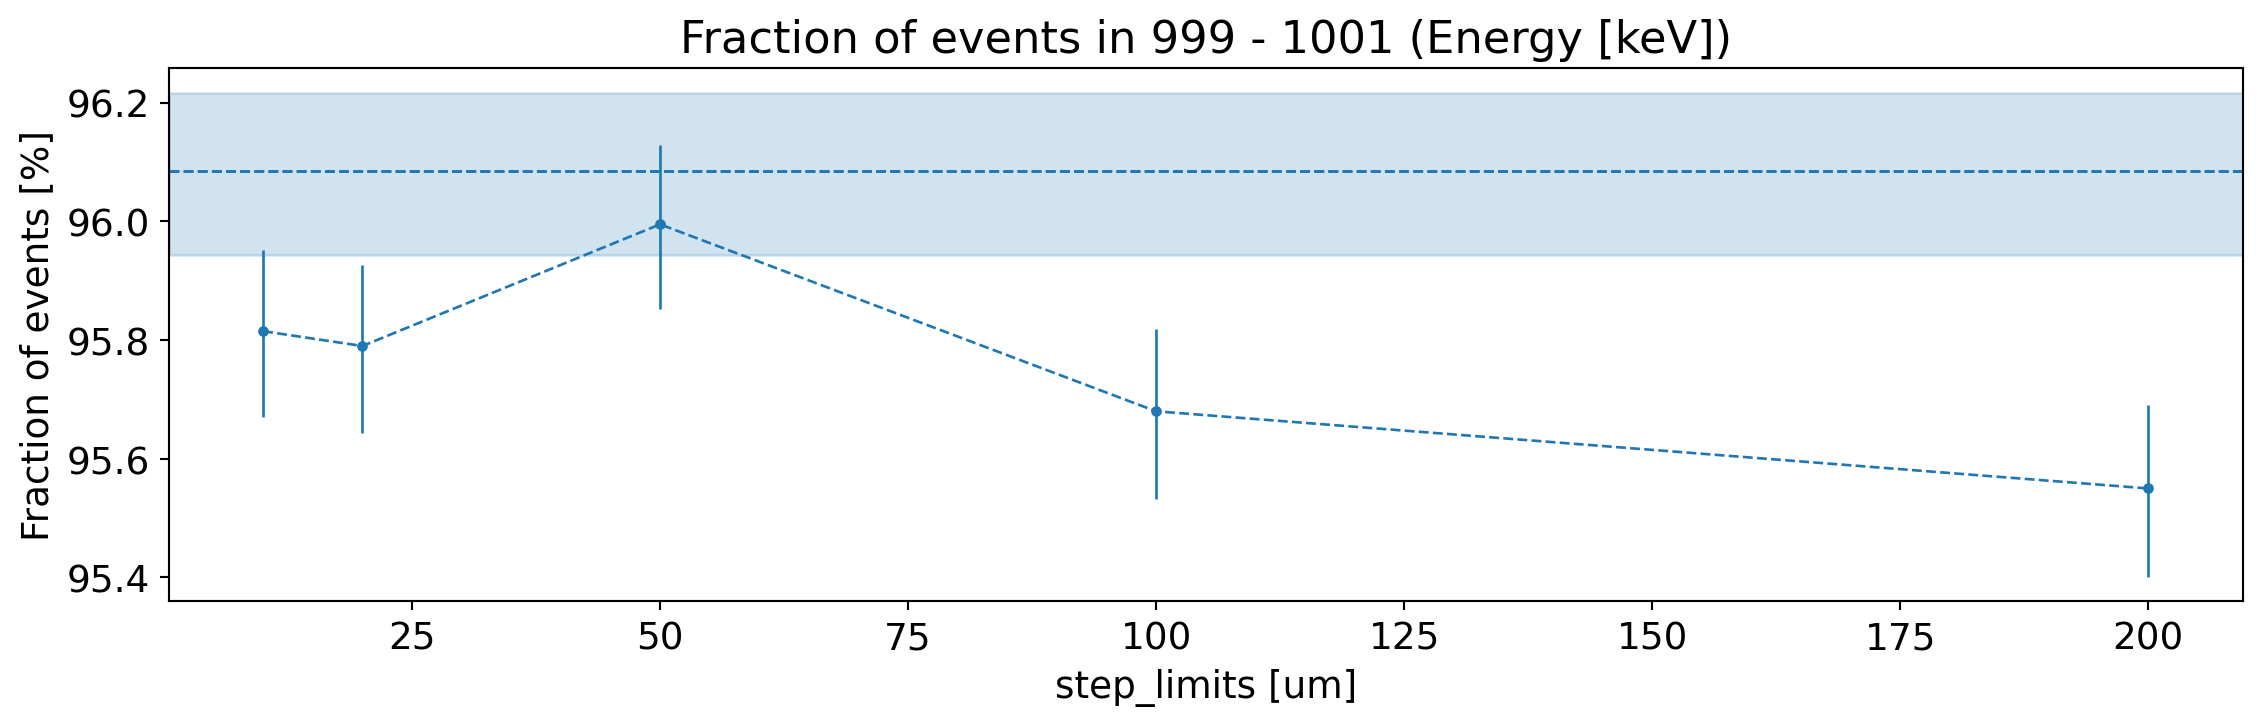 Fraction of events in 999 - 1001 (Energy [keV])
Fraction of events [%]
96.2
96.0
95.8
95.6
95.4
25 50 75 100 125 150 175 200
step_limits [um]